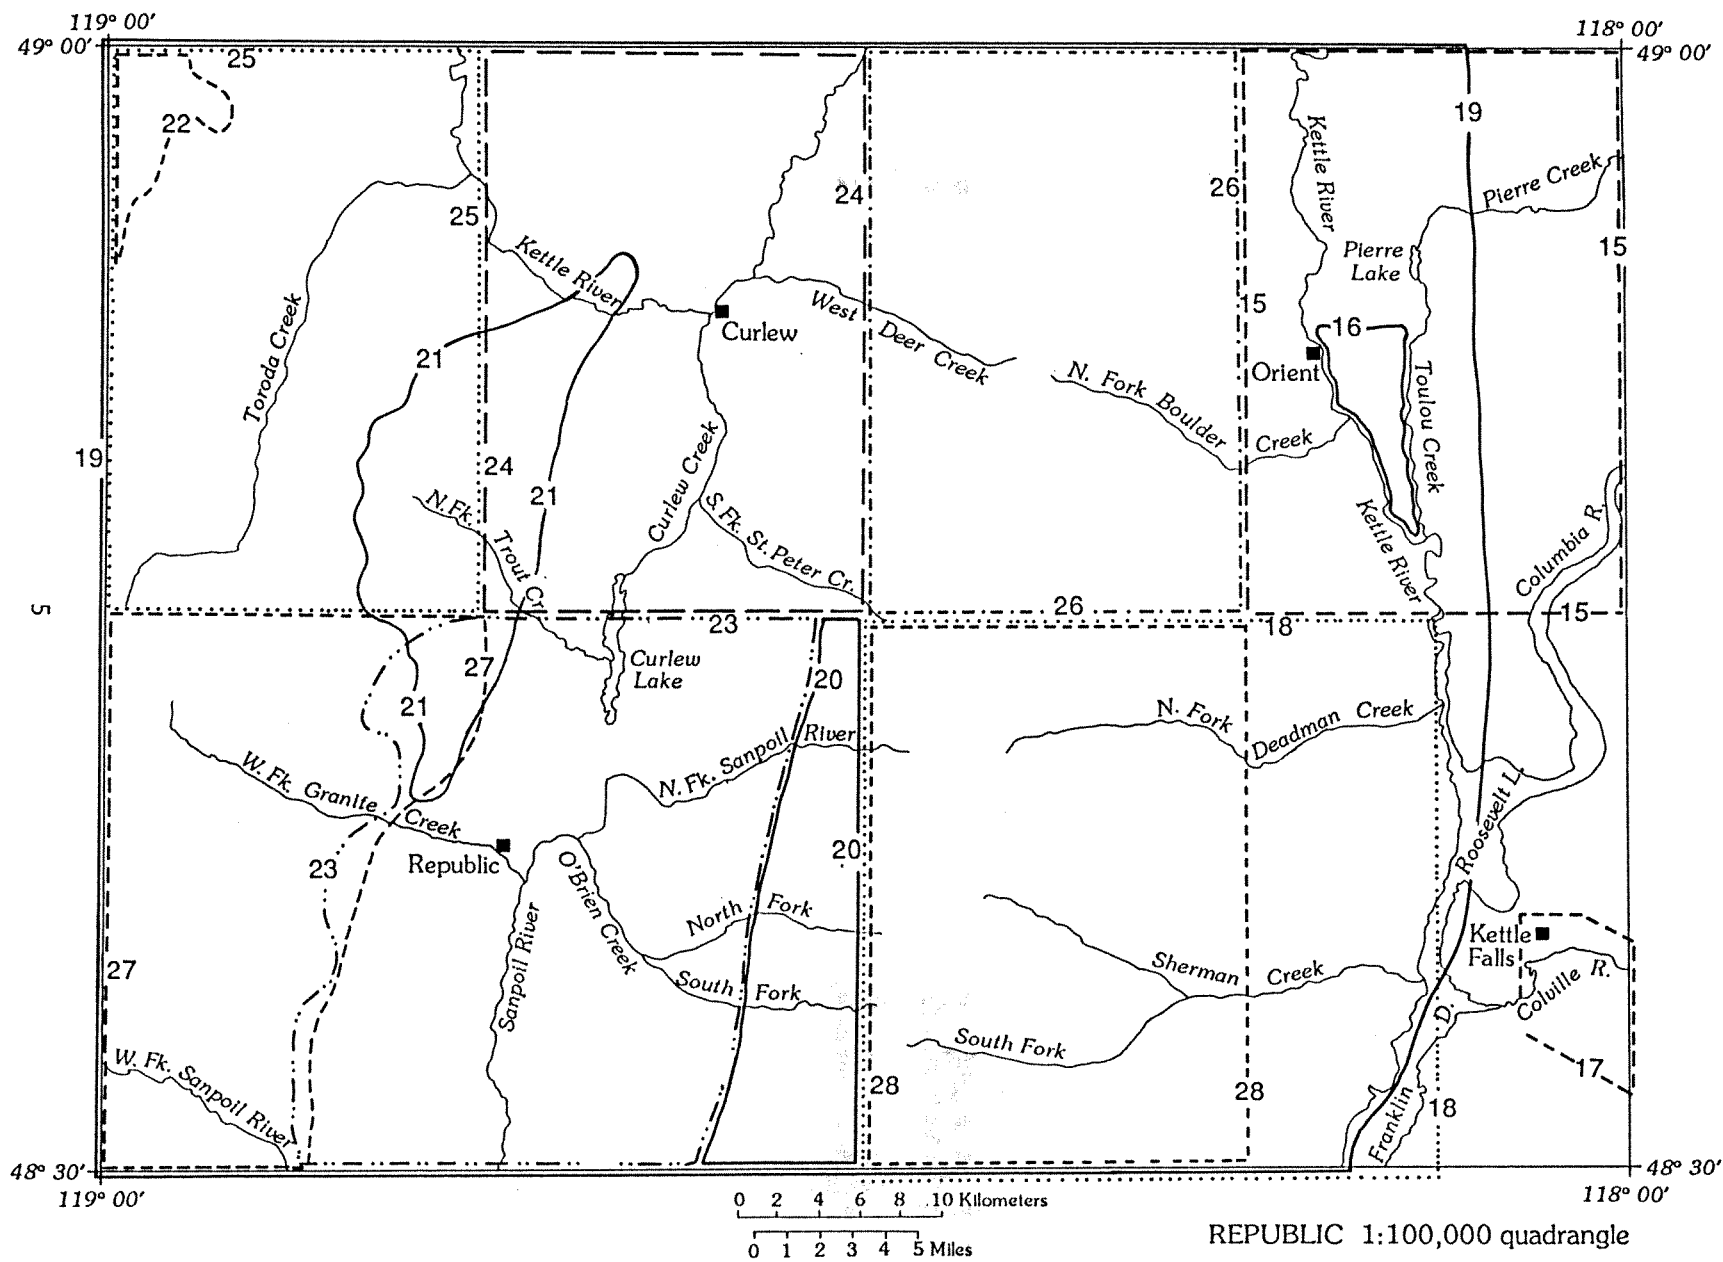 119° 00'
118° 00'
49° 00'
49° 00'
25
22
19
24
26
Kettle River
Pierre Creek
25
15
Pierre
Lake
Kettle River
15
West Deer Creek
Curlew
16
Orient
Toroda Creek
21
N. Fork Boulder Creek
Toulou Creek
19
24
21
Curlew Creek
N. Fk. Trout Cr.
S. Fk. St. Peter Cr.
Kettle River
Columbia R.
5
26
15
23
18
27
Curlew
Lake
20
21
N. Fk. Sanpoil River
N. Fork Deadman Creek
W. Fk. Granite Creek
Republic
20
Roosevelt L.
23
O'Brien Creek
North Fork
Sanpoil River
South Fork
Kettle
Falls
Sherman Creek
Colville R.
27
D.
South Fork
W. Fk. Sanpoil River
28
28
18
17
Franklin
48° 30'
48° 30'
119° 00'
118° 00'
0 2 4 6 8 10 Kilometers
0 1 2 3 4 5 Miles
REPUBLIC 1:100,000 quadrangle